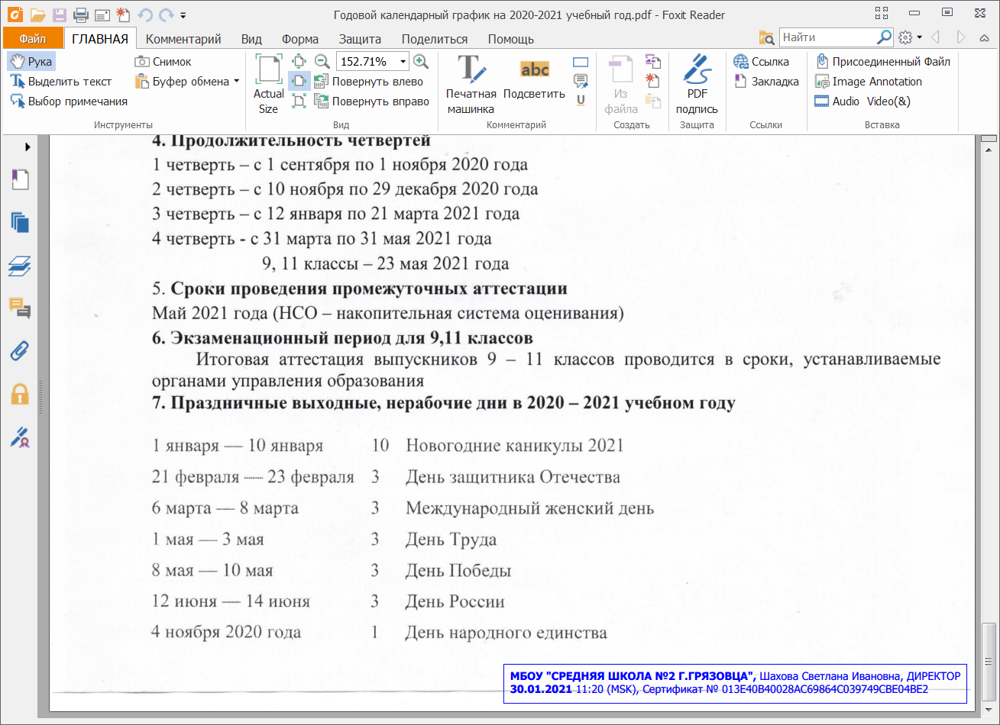 Годовой календарный график на 2020-2021 учебный год.pdf - Foxit Reader
Файл ГЛАВНАЯ Комментарий Вид Форма Защита Поделиться Помощь Найти
Рука
Выделить текст
Выбор примечания
Снимок
Буфер обмена
Инструменты
Actual
Size
152.71%
Повернуть влево
Повернуть вправо
Вид
Печатная
машинка
abc
Подсветить
Комментарий
Из
файла
Создать
PDF
подпись
Защита
Ссылка
Закладка
Ссылки
Присоединенный Файл
Image Annotation
Audio Video(&)
Вставка
4. Продолжительность четвертей
1 четверть – с 1 сентября по 1 ноября 2020 года
2 четверть – с 10 ноября по 29 декабря 2020 года
3 четверть – с 12 января по 21 марта 2021 года
4 четверть - с 31 марта по 31 мая 2021 года
9, 11 классы – 23 мая 2021 года
5. Сроки проведения промежуточных аттестации
Май 2021 года (НСО – накопительная система оценивания)
6. Экзаменационный период для 9,11 классов
Итоговая аттестация выпускников 9 – 11 классов проводится в сроки, устанавливаемые
органами управления образования
7. Праздничные выходные, нерабочие дни в 2020 – 2021 учебном году
1 января — 10 января 10 Новогодние каникулы 2021
21 февраля — 23 февраля 3 День защитника Отечества
6 марта — 8 марта 3 Международный женский день
1 мая — 3 мая 3 День Труда
8 мая — 10 мая 3 День Победы
12 июня — 14 июня 3 День России
4 ноября 2020 года 1 День народного единства
МБОУ "СРЕДНЯЯ ШКОЛА №2 Г.ГРЯЗОВЦА", Шахова Светлана Ивановна, ДИРЕКТОР
30.01.2021 11:20 (MSK), Сертификат № 013E40B40028AC69864C039749CBE04BE2